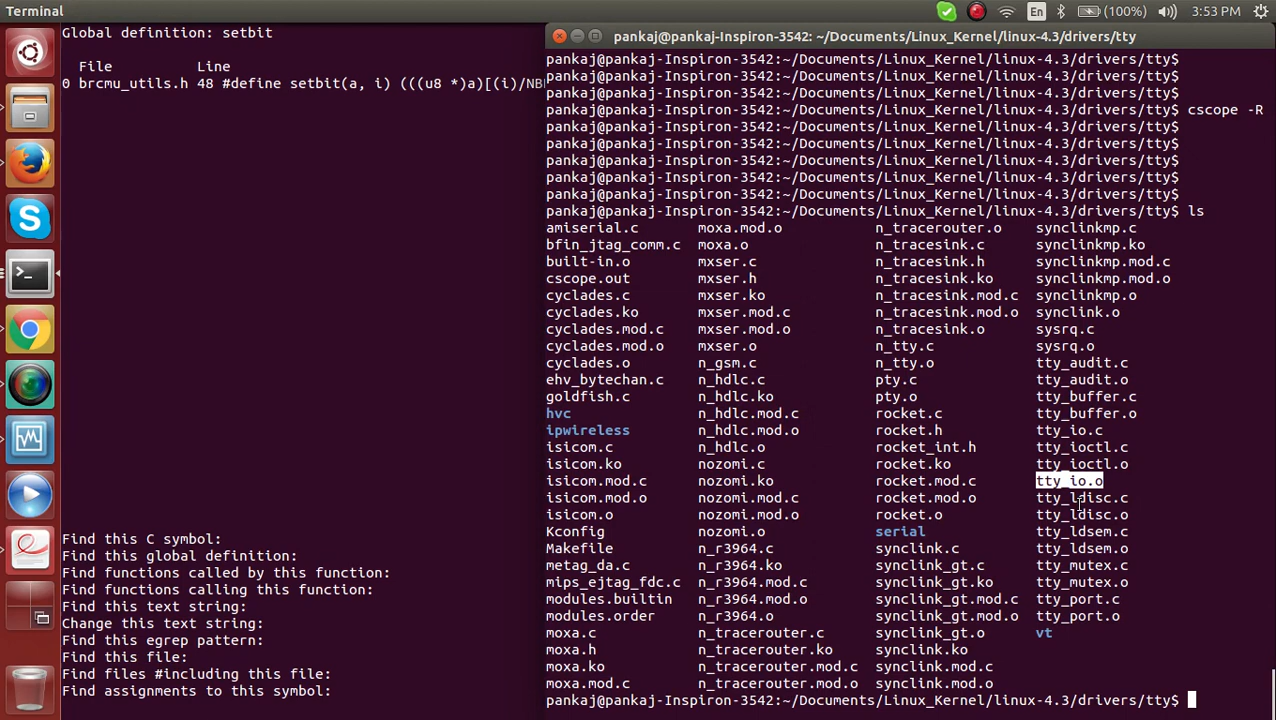 Terminal
En
(100%)
3:53 PM
Global definition: setbit
File Line
0 brcmu_utils.h 48 #define setbit(a, i) (((u8 *)a)[(i)/NB
Find this C symbol:
Find this global definition:
Find functions called by this function:
Find functions calling this function:
Find this text string:
Change this text string:
Find this egrep pattern:
Find this file:
Find files #including this file:
Find assignments to this symbol:
pankaj@pankaj-Inspiron-3542: ~/Documents/Linux_Kernel/linux-4.3/drivers/tty
pankaj@pankaj-Inspiron-3542:~/Documents/Linux_Kernel/linux-4.3/drivers/tty$
pankaj@pankaj-Inspiron-3542:~/Documents/Linux_Kernel/linux-4.3/drivers/tty$
pankaj@pankaj-Inspiron-3542:~/Documents/Linux_Kernel/linux-4.3/drivers/tty$
pankaj@pankaj-Inspiron-3542:~/Documents/Linux_Kernel/linux-4.3/drivers/tty$ cscope -R
pankaj@pankaj-Inspiron-3542:~/Documents/Linux_Kernel/linux-4.3/drivers/tty$
pankaj@pankaj-Inspiron-3542:~/Documents/Linux_Kernel/linux-4.3/drivers/tty$
pankaj@pankaj-Inspiron-3542:~/Documents/Linux_Kernel/linux-4.3/drivers/tty$
pankaj@pankaj-Inspiron-3542:~/Documents/Linux_Kernel/linux-4.3/drivers/tty$
pankaj@pankaj-Inspiron-3542:~/Documents/Linux_Kernel/linux-4.3/drivers/tty$
pankaj@pankaj-Inspiron-3542:~/Documents/Linux_Kernel/linux-4.3/drivers/tty$ ls
amiserial.c moxa.mod.o n_tracerouter.o synclinkmp.c
bfin_jtag_comm.c moxa.o n_tracesink.c synclinkmp.ko
built-in.o mxser.c n_tracesink.h synclinkmp.mod.c
cscope.out mxser.h n_tracesink.ko synclinkmp.mod.o
cyclades.c mxser.ko n_tracesink.mod.c synclinkmp.o
cyclades.ko mxser.mod.c n_tracesink.mod.o synclink.o
cyclades.mod.c mxser.mod.o n_tracesink.o sysrq.c
cyclades.mod.o mxser.o n_tty.c sysrq.o
cyclades.o n_gsm.c n_tty.o tty_audit.c
ehv_bytechan.c n_hdlc.c pty.c tty_audit.o
goldfish.c n_hdlc.ko pty.o tty_buffer.c
hvc n_hdlc.mod.c rocket.c tty_buffer.o
ipwireless n_hdlc.mod.o rocket.h tty_io.c
isicom.c n_hdlc.o rocket_int.h tty_ioctl.c
isicom.ko nozomi.c rocket.ko tty_ioctl.o
isicom.mod.c nozomi.ko rocket.mod.c tty_io.o
isicom.mod.o nozomi.mod.c rocket.mod.o tty_ldisc.c
isicom.o nozomi.mod.o rocket.o tty_ldisc.o
Kconfig nozomi.o serial tty_ldsem.c
Makefile n_r3964.c synclink.c tty_ldsem.o
metag_da.c n_r3964.ko synclink_gt.c tty_mutex.c
mips_ejtag_fdc.c n_r3964.mod.c synclink_gt.ko tty_mutex.o
modules.builtin n_r3964.mod.o synclink_gt.mod.c tty_port.c
modules.order n_r3964.o synclink_gt.mod.o tty_port.o
moxa.c n_tracerouter.c synclink_gt.o vt
moxa.h n_tracerouter.ko synclink.ko
moxa.ko n_tracerouter.mod.c synclink.mod.c
moxa.mod.c n_tracerouter.mod.o synclink.mod.o
pankaj@pankaj-Inspiron-3542:~/Documents/Linux_Kernel/linux-4.3/drivers/tty$